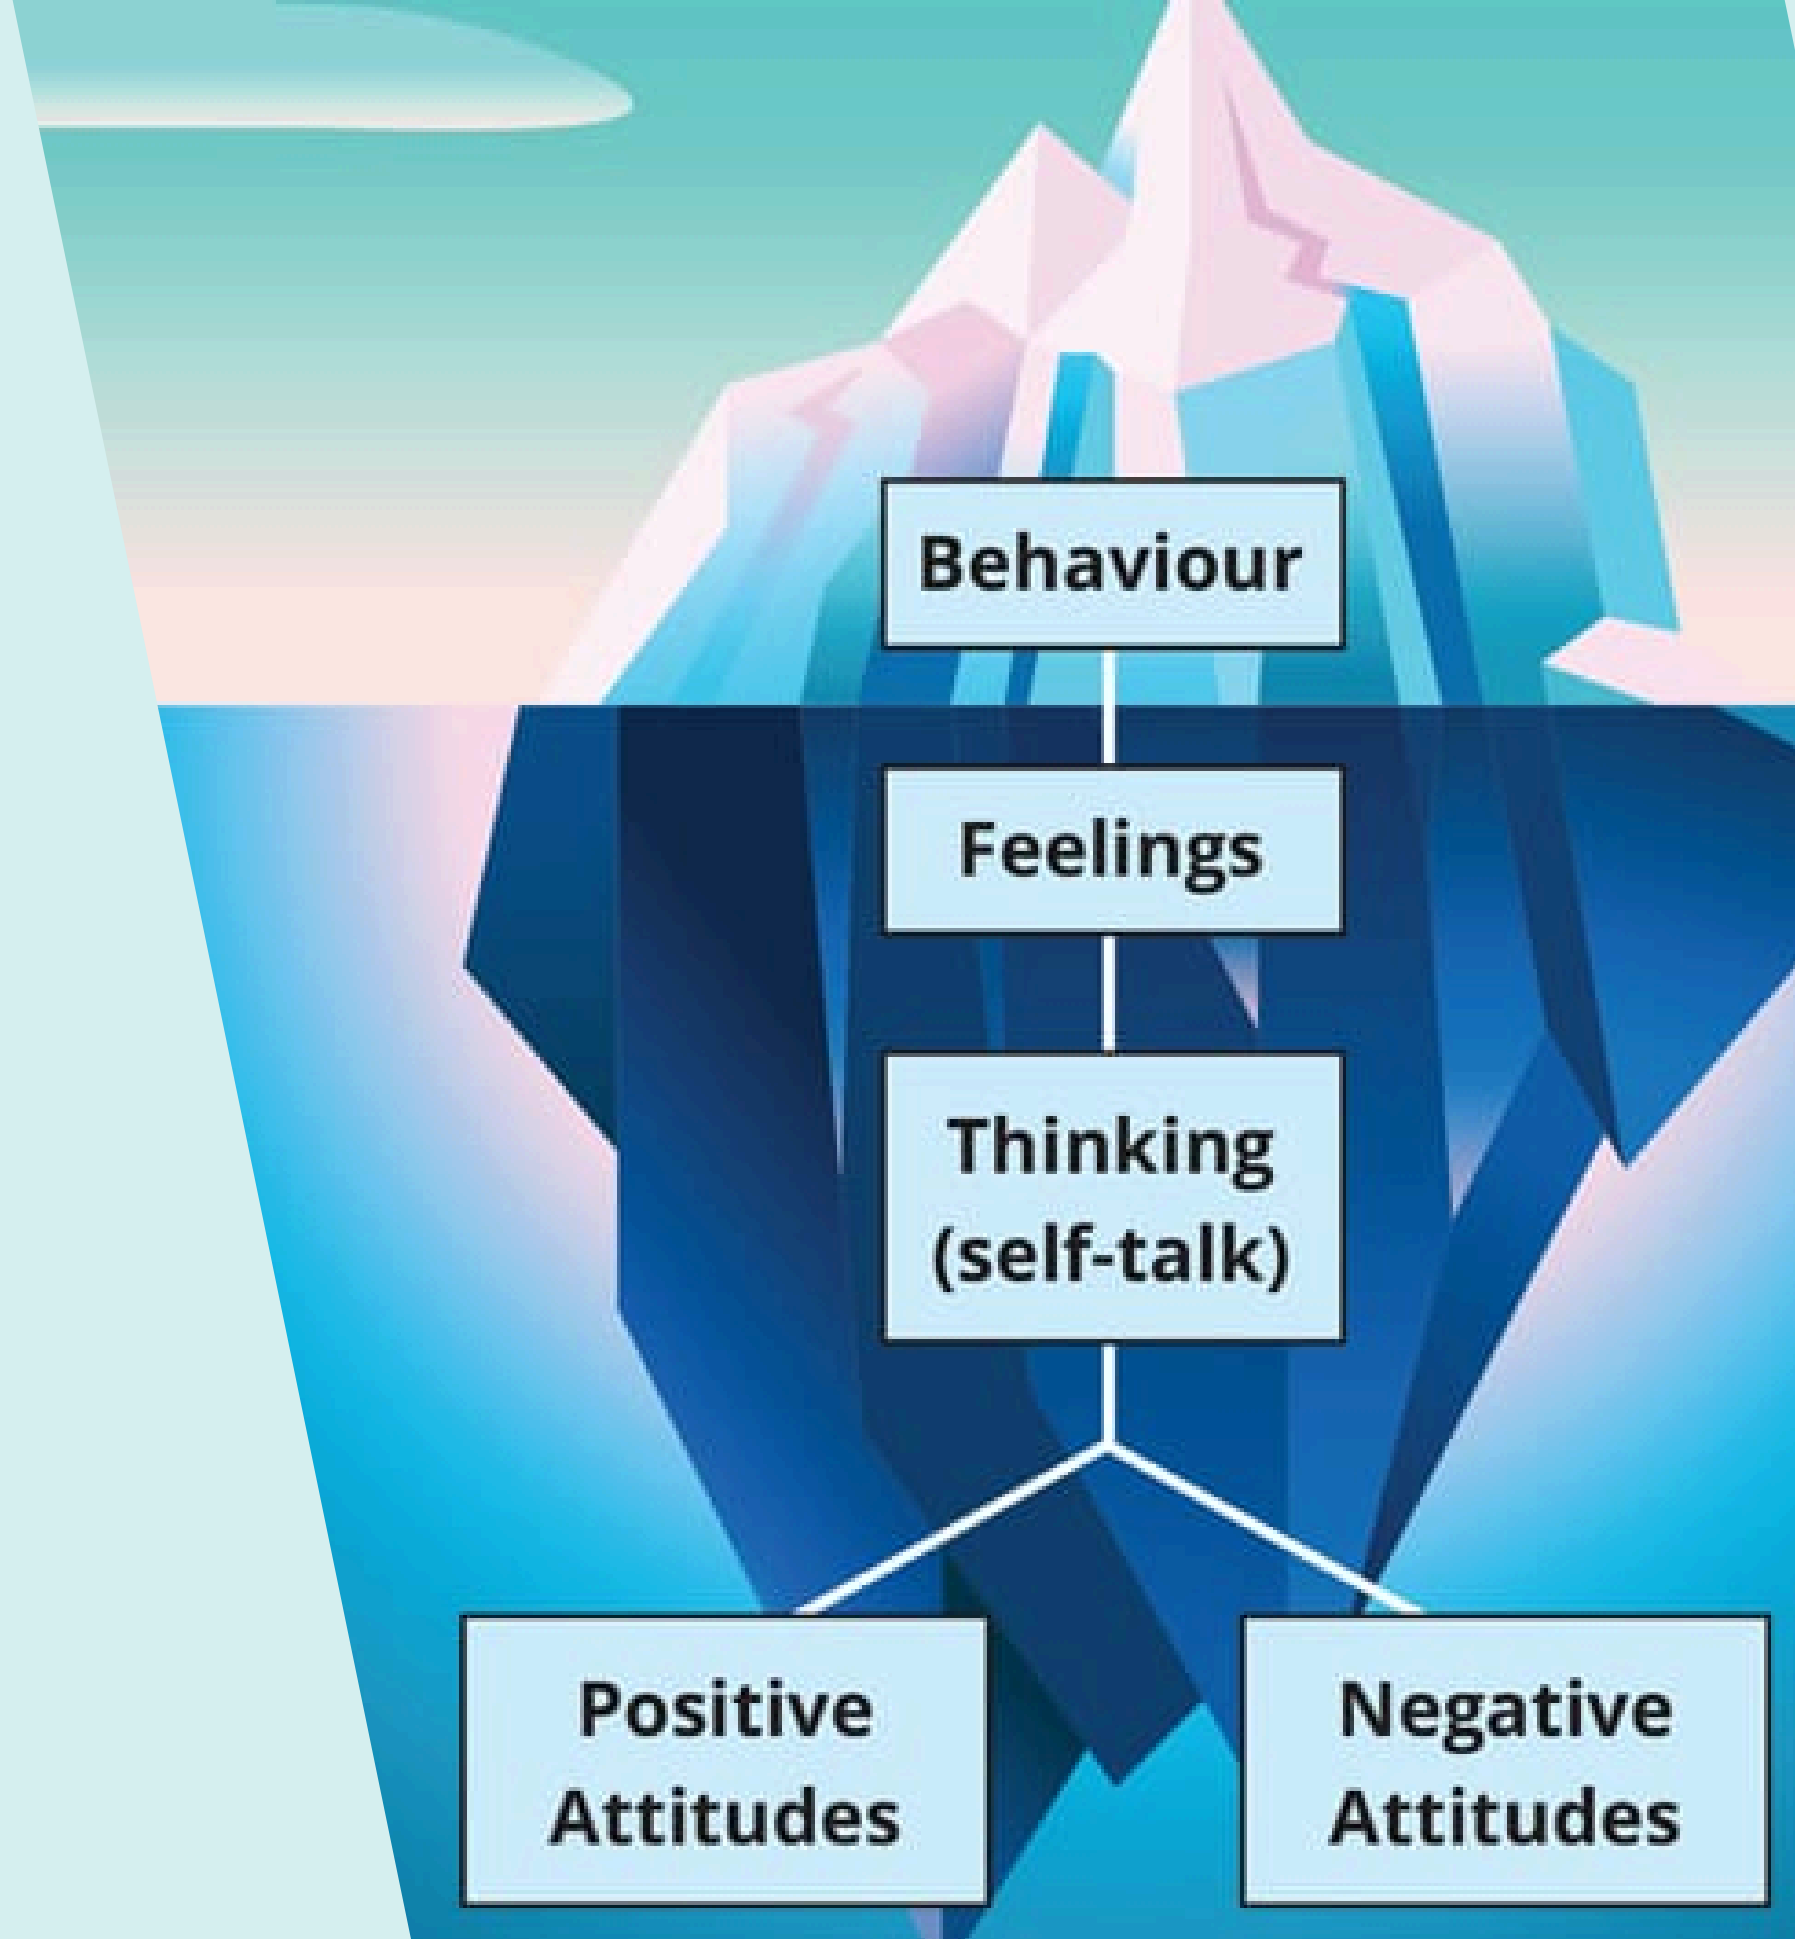 Behaviour
Feelings
Thinking
(self-talk)
Positive
Attitudes
Negative
Attitudes